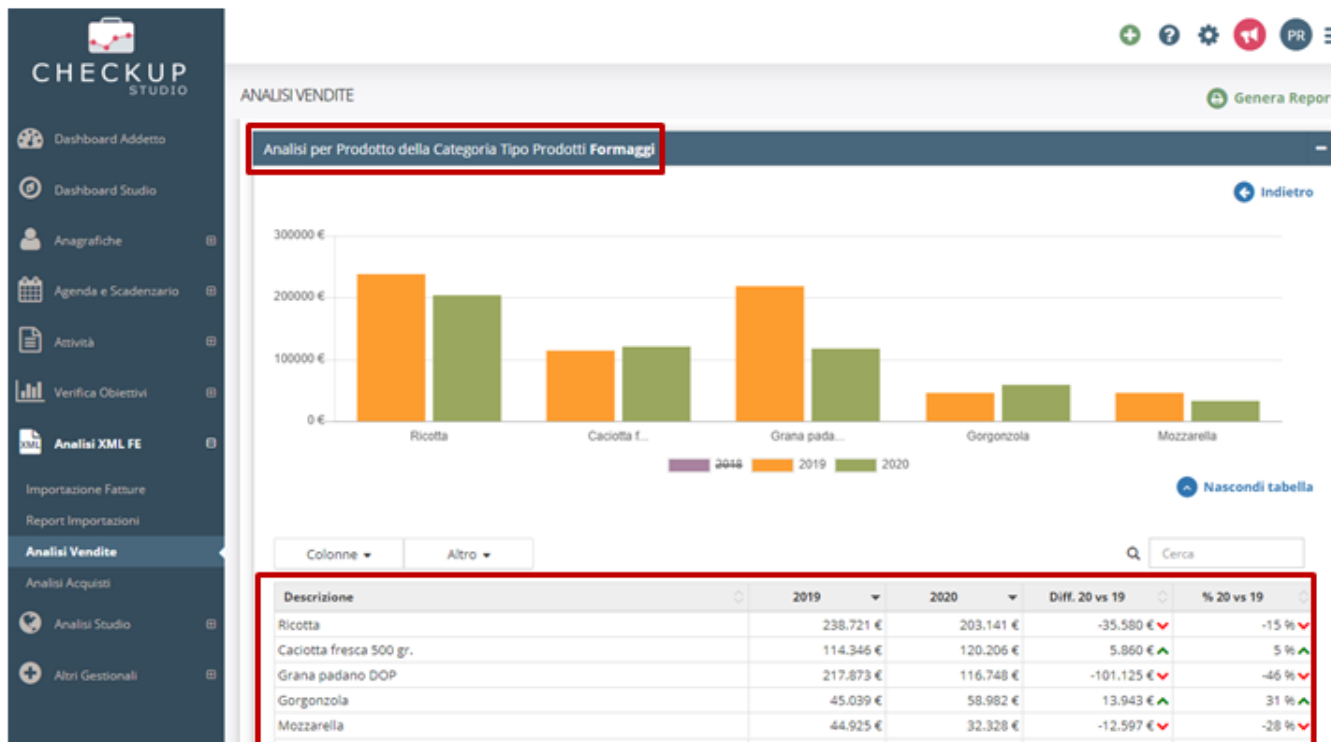 CHECKUP
STUDIO
PR
ANALISI VENDITE
Genera Repor
Dashboard Addetto
Dashboard Studio
Anagrafiche
Agenda e Scadenzario
Attività
Verifica Obiettivi
XML
Analisi XML FE
Importazione Fatture
Report Importazioni
Analisi Vendite
Analisi Acquisti
Analisi Studio
Altri Gestionali
Analisi per Prodotto della Categoria Tipo Prodotti Formaggi
Indietro
300000 €
200000 €
100000 €
0 €
Ricotta Caciotta f... Grana pada... Gorgonzola Mozzarella
2018 2019 2020
Nascondi tabella
Colonne Altro Cerca
Descrizione 2019 2020 Diff. 20 vs 19 % 20 vs 19
Ricotta 238.721 € 203.141 € -35.580 € -15 %
Caciotta fresca 500 gr. 114.346 € 120.206 € 5.860 € 5 %
Grana padano DOP 217.873 € 116.748 € -101.125 € -46 %
Gorgonzola 45.039 € 58.982 € 13.943 € 31 %
Mozzarella 44.925 € 32.328 € -12.597 € -28 %